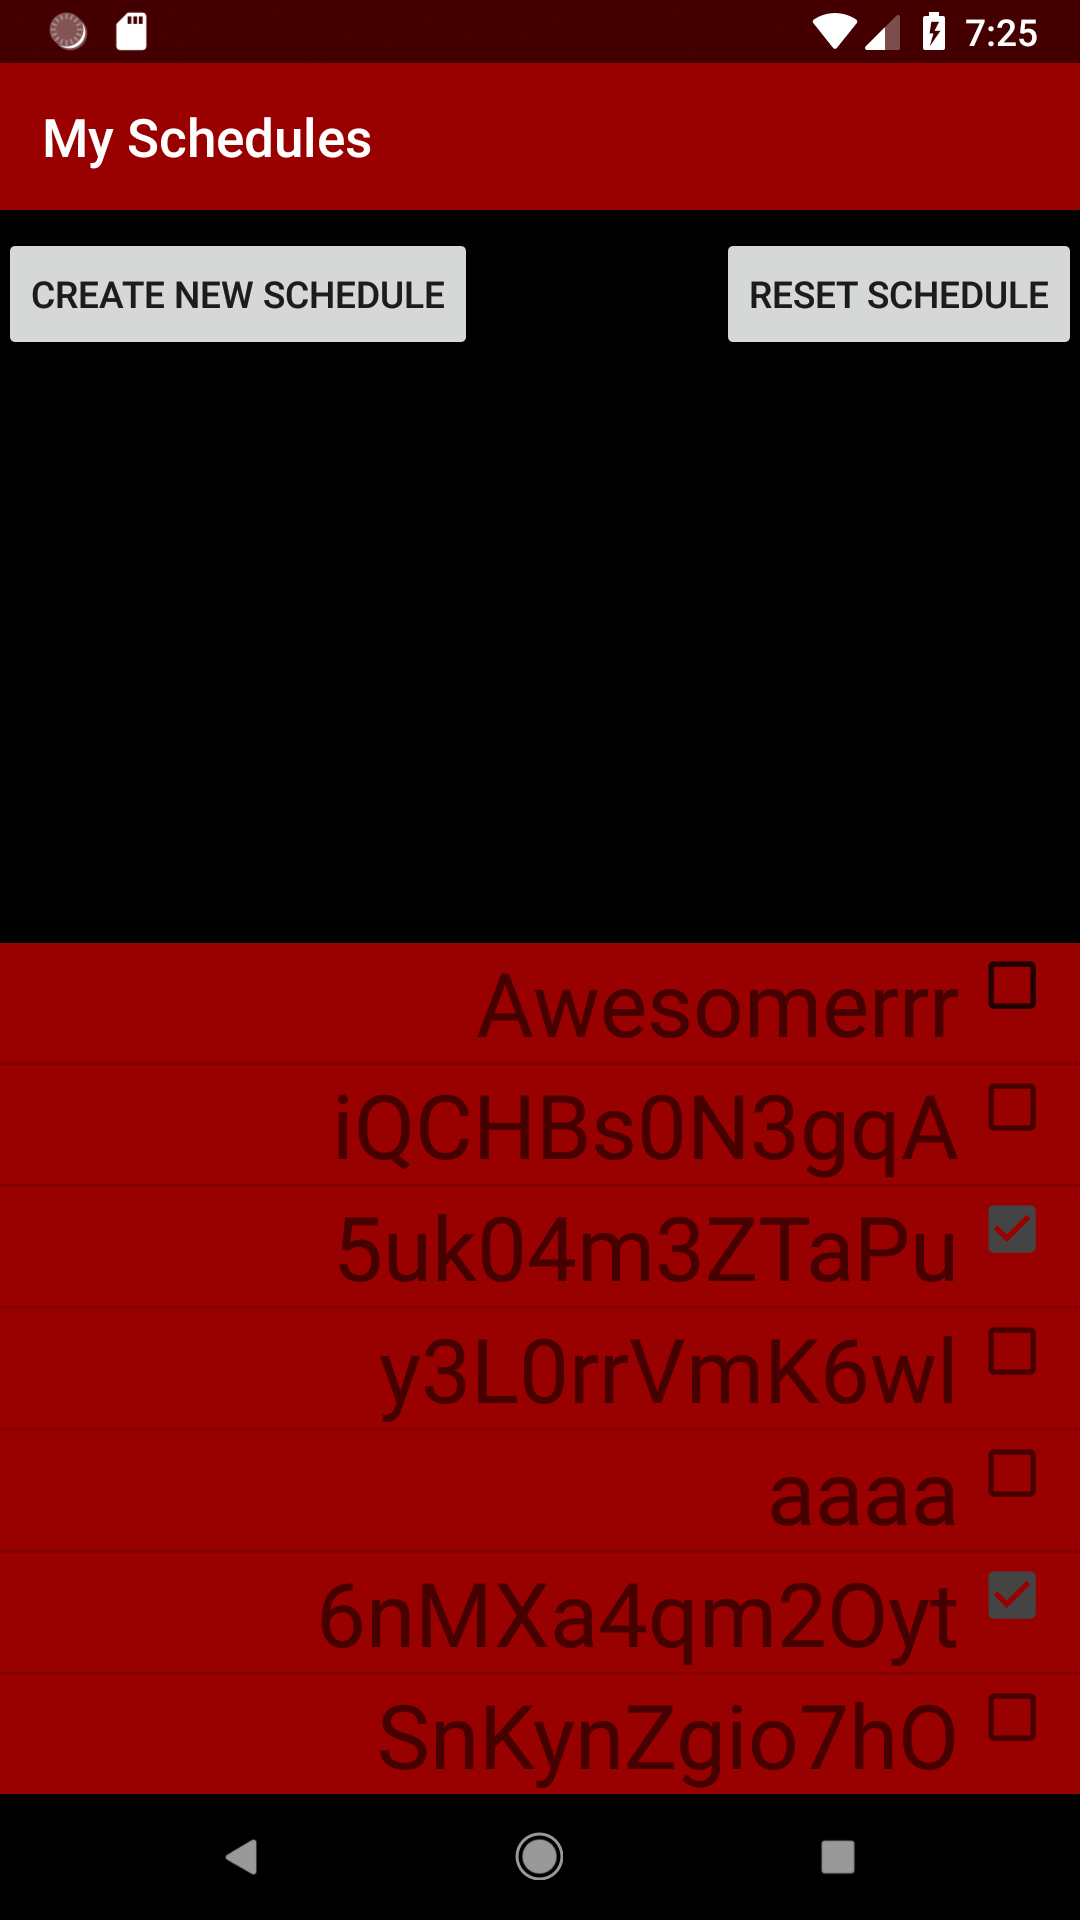 7:25
My Schedules
CREATE NEW SCHEDULE
RESET SCHEDULE
Awesomerrr
iQCHBs0N3gqA
5uk04m3ZTaPu
y3L0rrVmK6wl
aaaa
6nMXa4qm2Oyt
SnKynZgio7hO